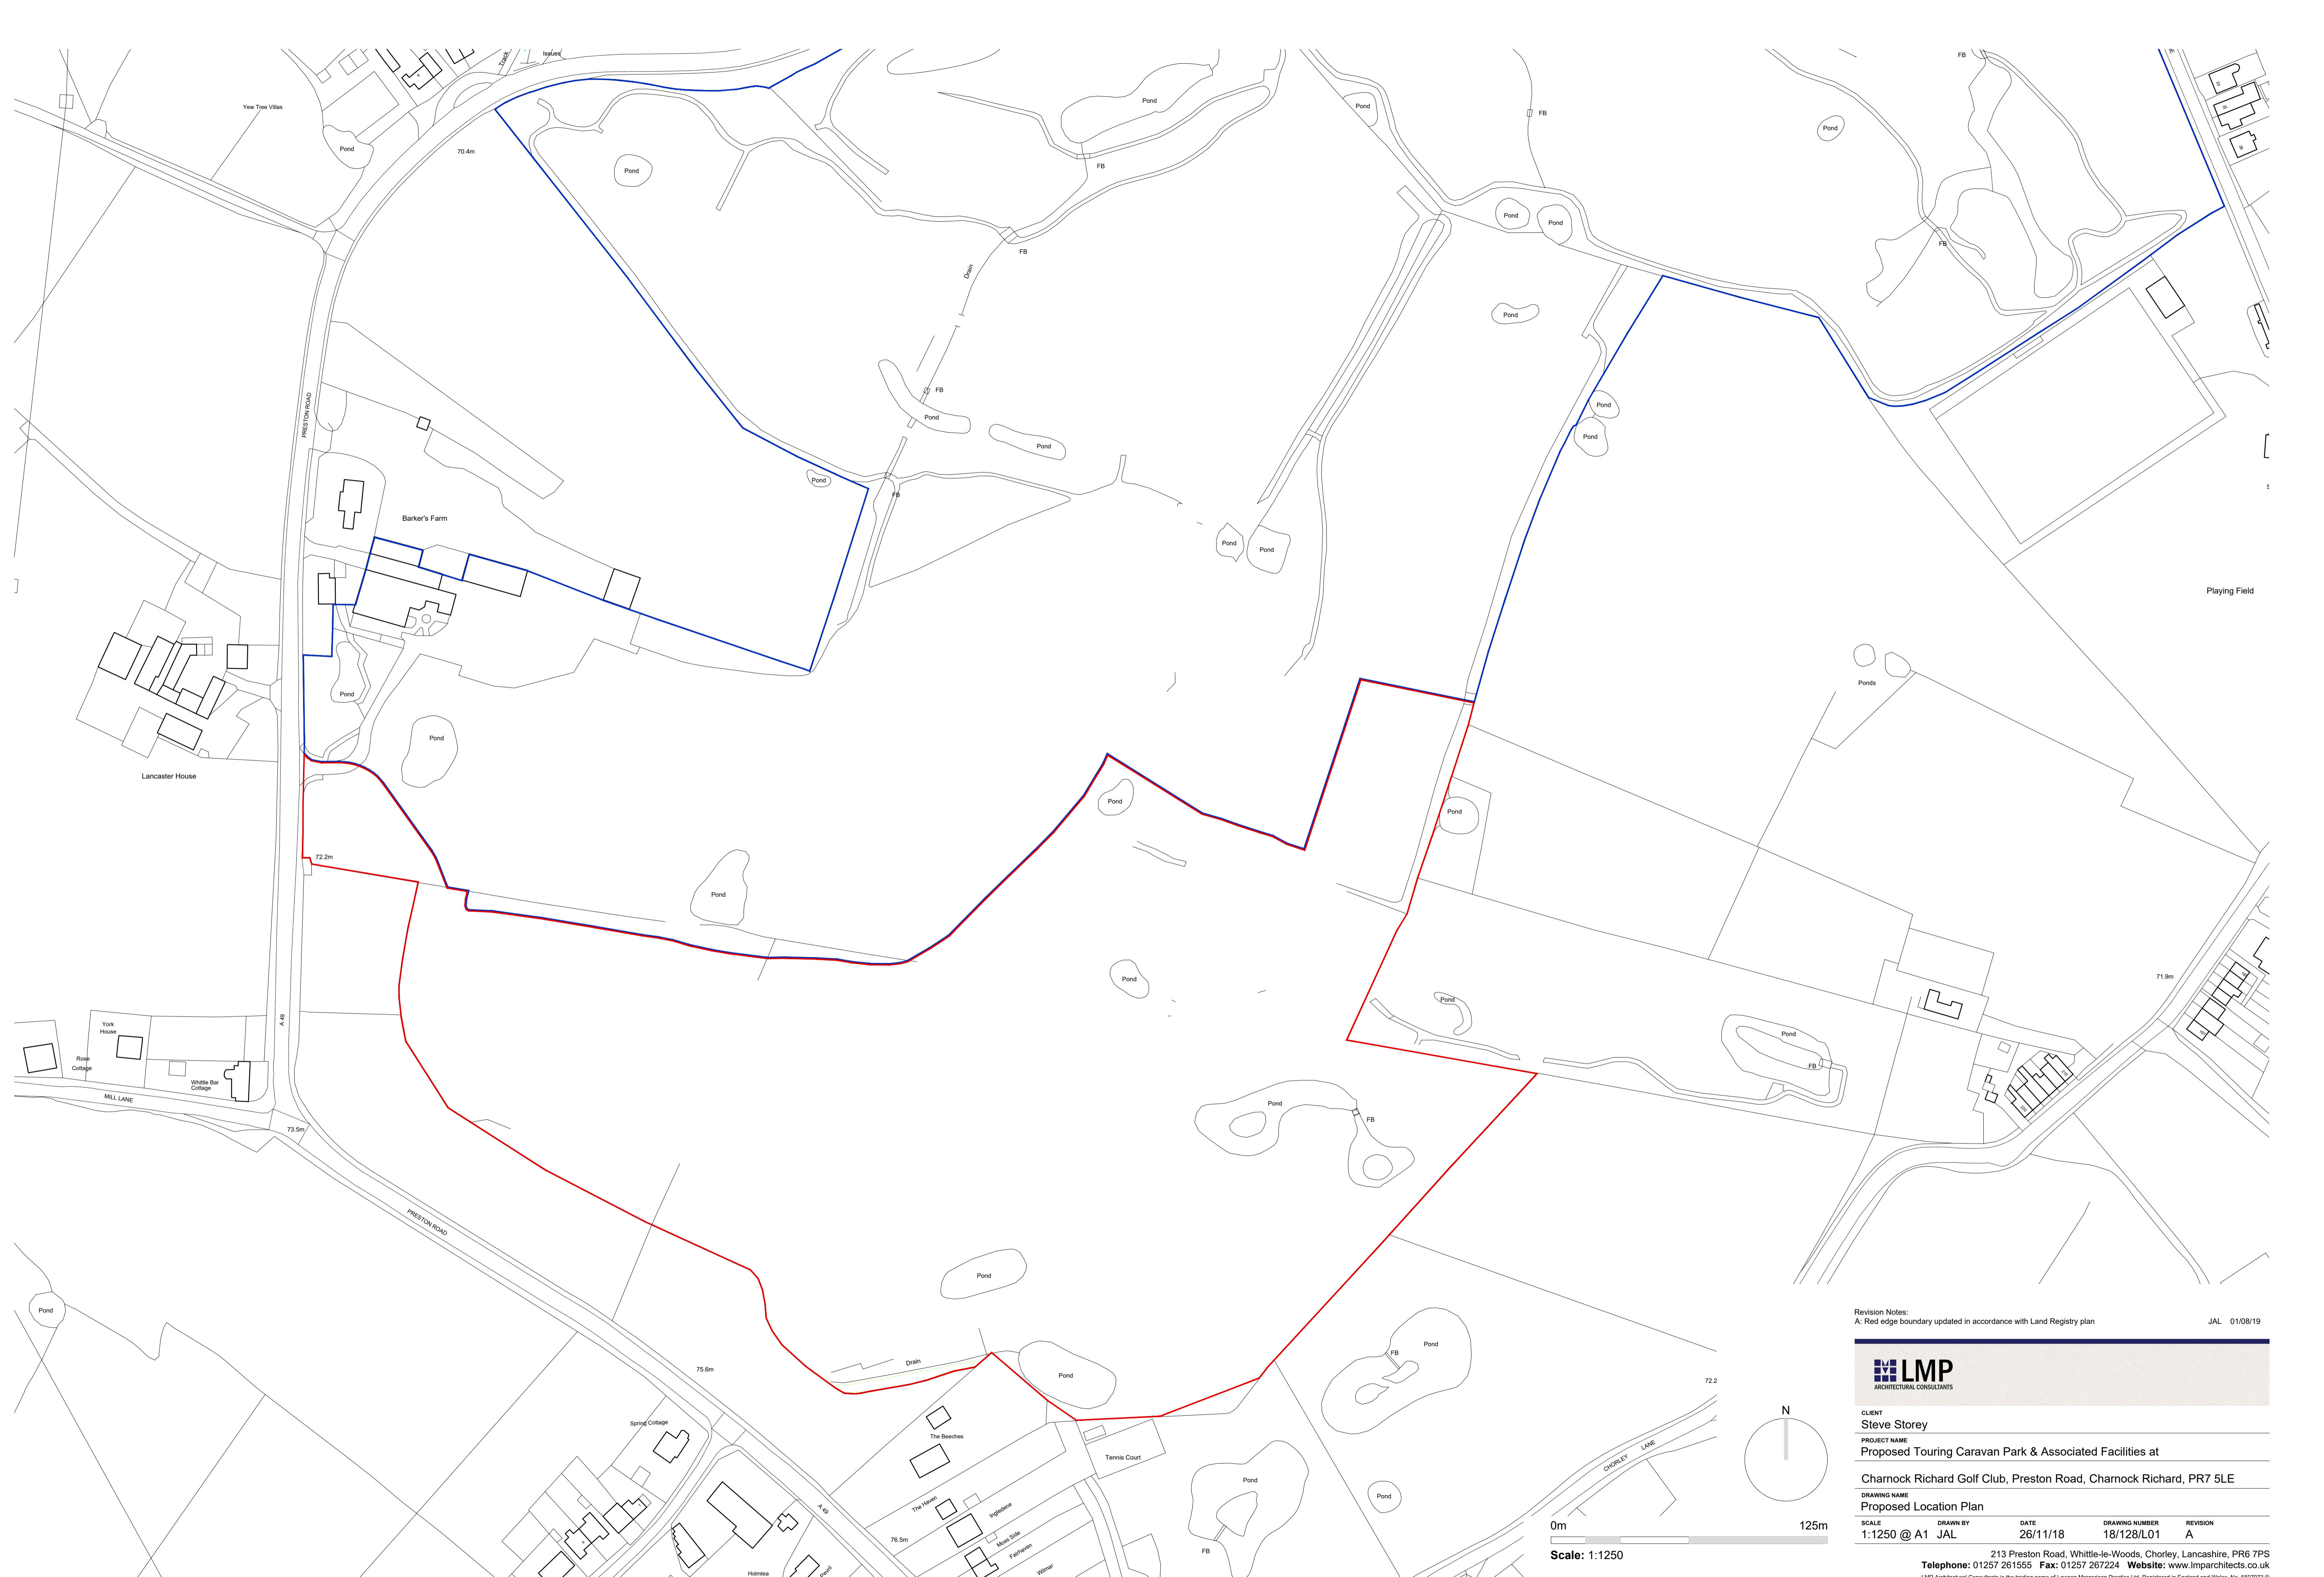 Issues
Track
FB
Yew Tree Villas
Pond
Pond
Pond
FB
Pond
70.4m
Pond
FB
Pond
Pond
Pond
FB
FB
Drain
Pond
PRESTON ROAD
FB
Pond
Pond
Pond
Pond
Pond
FB
Barker's Farm
Pond
Pond
Playing Field
Ponds
Pond
Pond
Lancaster House
Pond
Pond
72.2m
Pond
Pond
Pond
71.9m
A 49
York
House
Rose
Cottage
Whittle Bar
Cottage
MILL LANE
73.5m
Pond
FB
Pond
FB
PRESTON ROAD
Pond
Pond
75.6m
Drain
Pond
FB
Pond
72.2
Spring Cottage
The Beeches
Tennis Court
The Haven
Ingledene
Moss Side
Fairhaven
Wilmar
A 49
76.5m
Holmlea
Pond
FB
Pond
CHORLEY LANE
N
0m 125m
Scale: 1:1250
Revision Notes:
A: Red edge boundary updated in accordance with Land Registry plan JAL 01/08/19
LMP
ARCHITECTURAL CONSULTANTS
CLIENT
Steve Storey
PROJECT NAME
Proposed Touring Caravan Park & Associated Facilities at
Charnock Richard Golf Club, Preston Road, Charnock Richard, PR7 5LE
DRAWING NAME
Proposed Location Plan
SCALE DRAWN BY DATE DRAWING NUMBER REVISION
1:1250 @ A1 JAL 26/11/18 18/128/L01 A
213 Preston Road, Whittle-le-Woods, Chorley, Lancashire, PR6 7PS
Telephone: 01257 261555 Fax: 01257 267224 Website: www.lmparchitects.co.uk